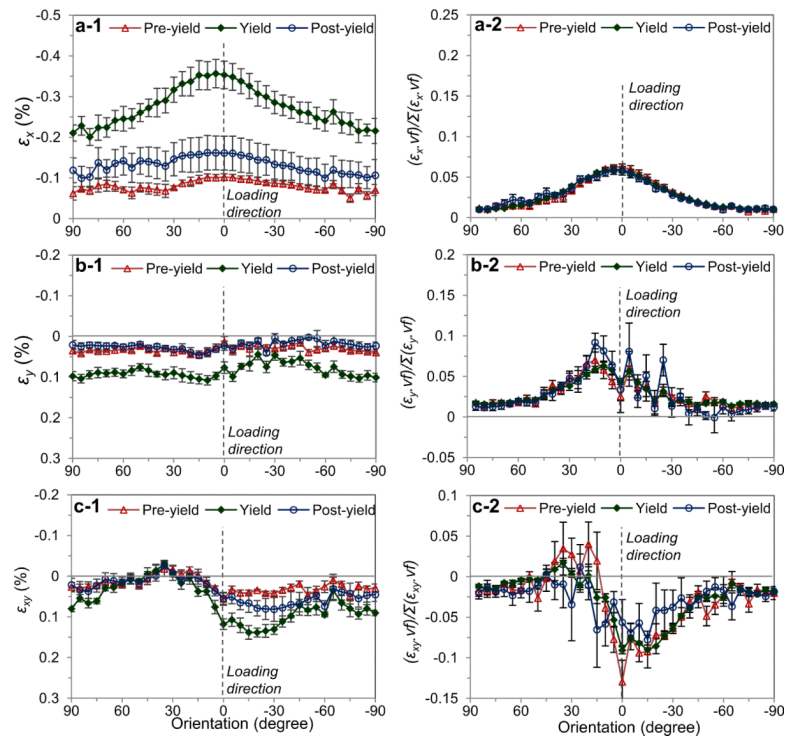 a-1 Pre-yield Yield Post-yield
-0.5
-0.4
-0.3
-0.2
-0.1
0
εx (%)
Loading
direction
90 60 30 0 -30 -60 -90
a-2 Pre-yield Yield Post-yield
0.25
0.2
0.15
0.1
0.05
0
(εx.vf)/Σ(εx.vf)
Loading
direction
90 60 30 0 -30 -60 -90
b-1 Pre-yield Yield Post-yield
-0.2
-0.1
0
0.1
0.2
0.3
εy (%)
Loading
direction
90 60 30 0 -30 -60 -90
b-2 Pre-yield Yield Post-yield
0.2
0.15
0.1
0.05
0
-0.05
(εy.vf)/Σ(εy.vf)
Loading
direction
90 60 30 0 -30 -60 -90
c-1 Pre-yield Yield Post-yield
-0.2
-0.1
0
0.1
0.2
0.3
εxy (%)
Loading
direction
90 60 30 0 -30 -60 -90
Orientation (degree)
c-2 Pre-yield Yield Post-yield
0.1
0.05
0
-0.05
-0.1
-0.15
(εxy.vf)/Σ(εxy.vf)
Loading
direction
90 60 30 0 -30 -60 -90
Orientation (degree)